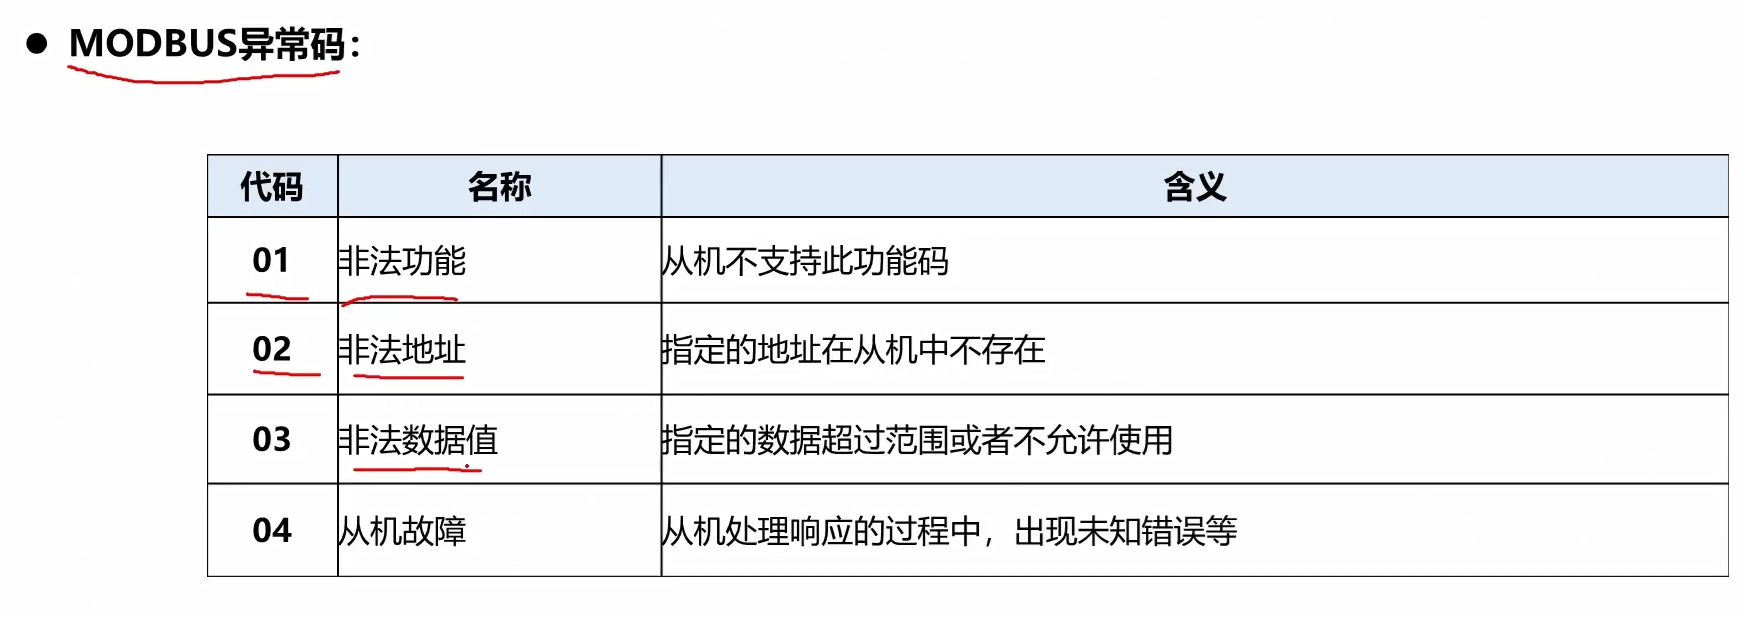 ● MODBUS异常码：
代码 名称 含义
01 非法功能 从机不支持此功能码
02 非法地址 指定的地址在从机中不存在
03 非法数据值 指定的数据超过范围或者不允许使用
04 从机故障 从机处理响应的过程中，出现未知错误等